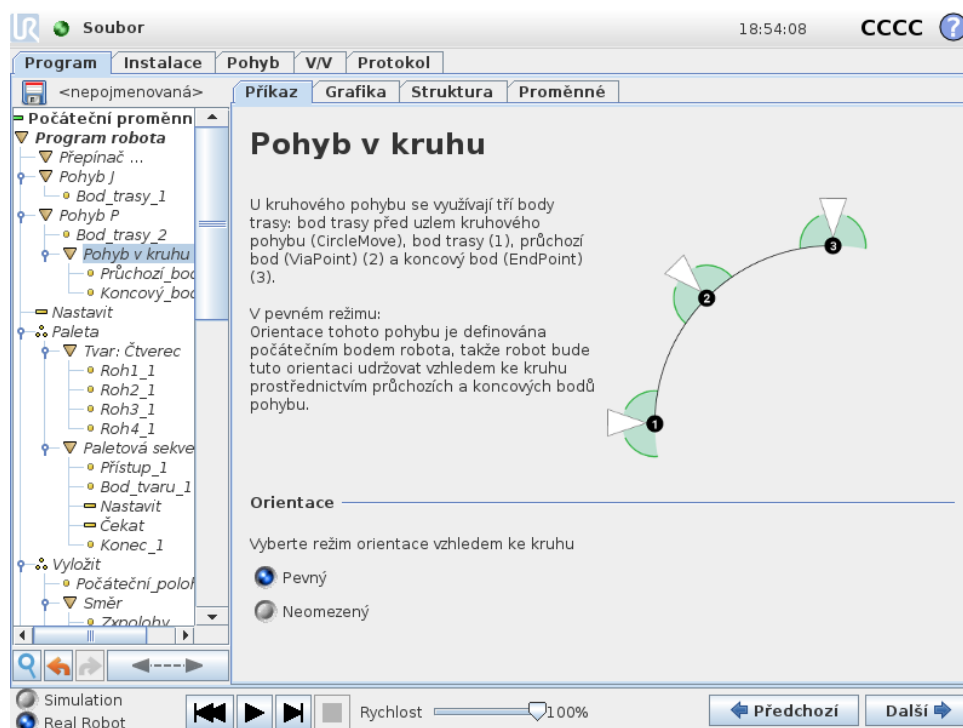 UR Soubor 18:54:08 CCCC ?
Program Instalace Pohyb V/V Protokol
<nepojmenovaná> Příkaz Grafika Struktura Proměnné
Počáteční proměnn
Program robota
Přepínač ...
Pohyb J
Bod_trasy_1
Pohyb P
Bod_trasy_2
Pohyb v kruhu
Průchozí_bod
Koncový_bod
Nastavit
Paleta
Tvar: Čtverec
Roh1_1
Roh2_1
Roh3_1
Roh4_1
Paletová sekve
Přístup_1
Bod_tvaru_1
Nastavit
Čekat
Konec_1
Vyložit
Počáteční_poloh
Směr
Zxpolohy
Pohyb v kruhu
U kruhového pohybu se využívají tří body
trasy: bod trasy před uzlem kruhového
pohybu (CircleMove), bod trasy (1), průchozí
bod (ViaPoint) (2) a koncový bod (EndPoint)
(3).
V pevném režimu:
Orientace tohoto pohybu je definována
počátečním bodem robota, takže robot bude
tuto orientaci udržovat vzhledem ke kruhu
prostřednictvím průchozích a koncových bodů
pohybu.
3
2
1
Orientace
Vyberte režim orientace vzhledem ke kruhu
Pevný
Neomezený
Simulation
Real Robot
Rychlost 100%
Předchozí
Další